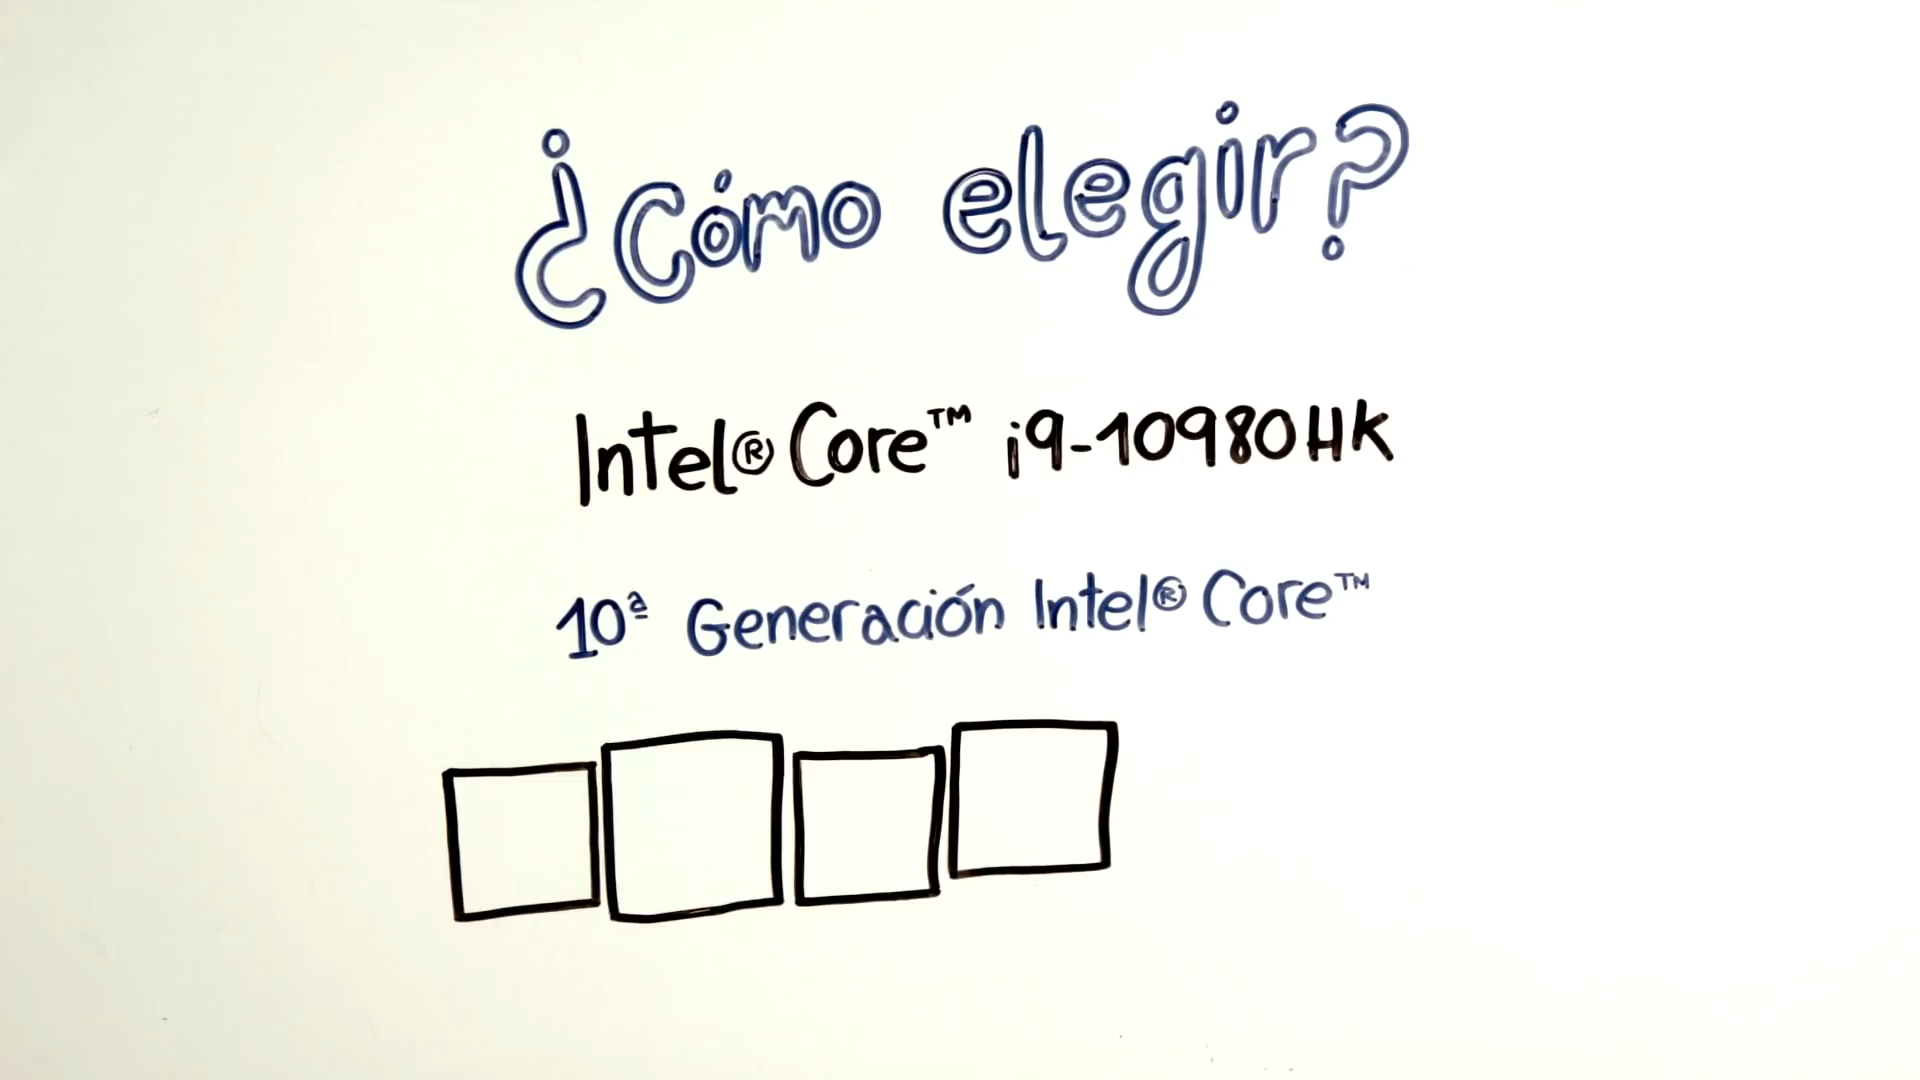 ¿Cómo elegir?
Intel® Core™ i9-10980HK
10ª Generación Intel® Core™